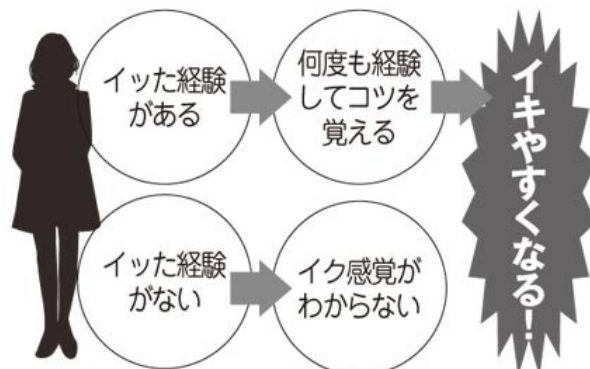 イッた経験
がある
何度も経験
してコツを
覚える
イキやすくなる！
イッた経験
がない
イク感覚が
わからない